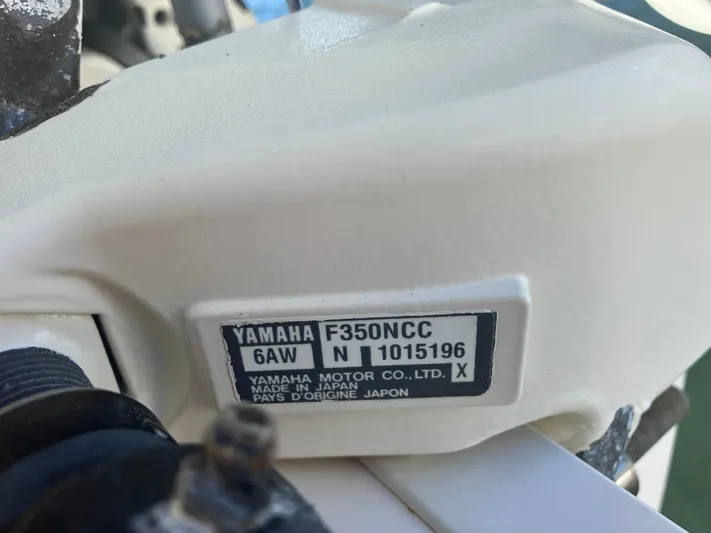 YAMAHA F350NCC
6AW N 1015196
YAMAHA MOTOR CO., LTD. X
MADE IN JAPAN
PAYS D'ORIGINE JAPON